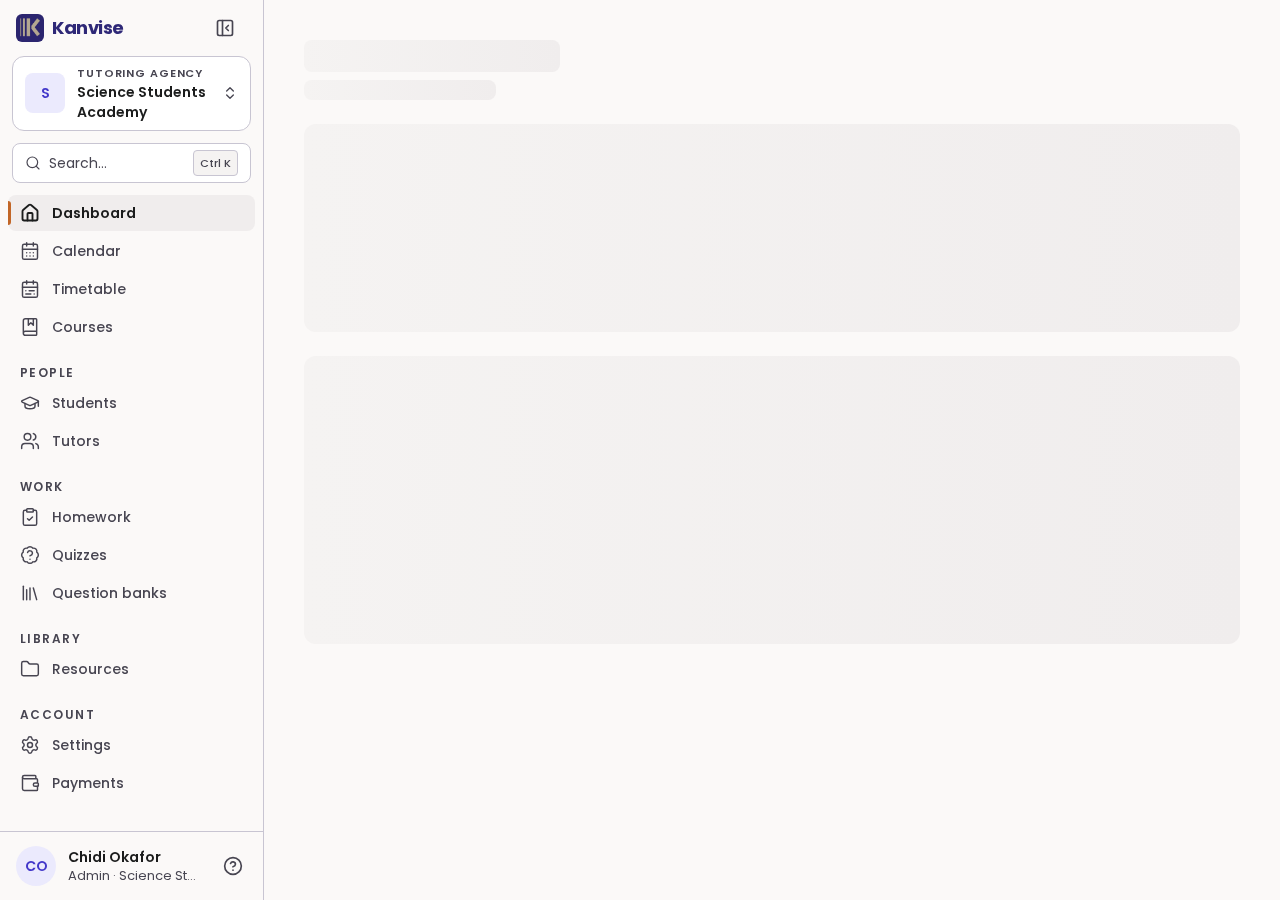 Kanvise
TUTORING AGENCY
S
Science Students
Academy
Search...
Ctrl K
Dashboard
Calendar
Timetable
Courses
PEOPLE
Students
Tutors
WORK
Homework
Quizzes
Question banks
LIBRARY
Resources
ACCOUNT
Settings
Payments
CO
Chidi Okafor
Admin · Science St...